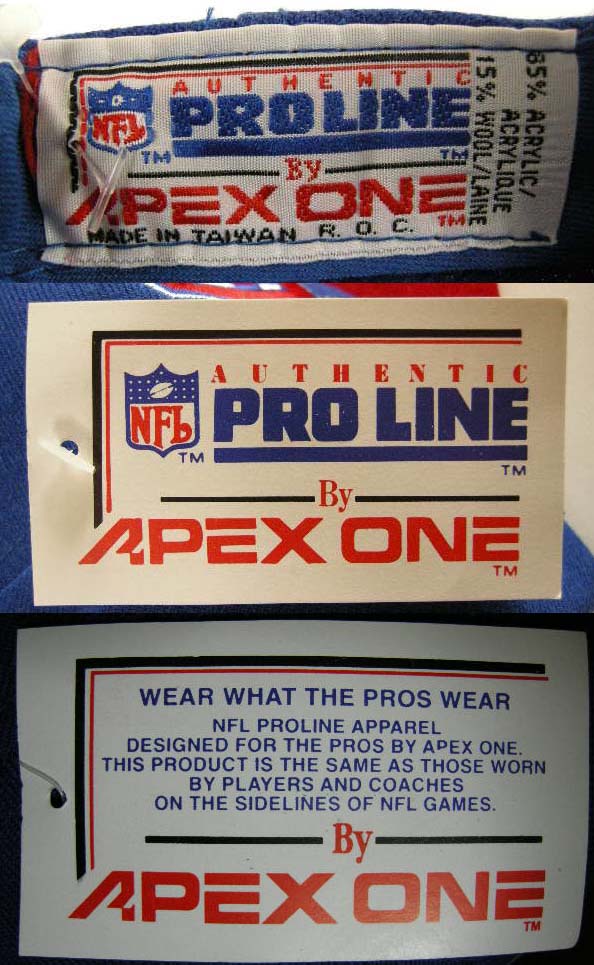 AUTHENTIC
NFL PRO LINE
TM TM
By
APEX ONE TM
MADE IN TAIWAN R. O. C.
85% ACRYLIC/
ACRYLIQUE
15% WOOL/LAINE
AUTHENTIC
NFL PRO LINE
TM TM
By
APEX ONE
TM
WEAR WHAT THE PROS WEAR
NFL PROLINE APPAREL
DESIGNED FOR THE PROS BY APEX ONE.
THIS PRODUCT IS THE SAME AS THOSE WORN
BY PLAYERS AND COACHES
ON THE SIDELINES OF NFL GAMES.
By
APEX ONE
TM